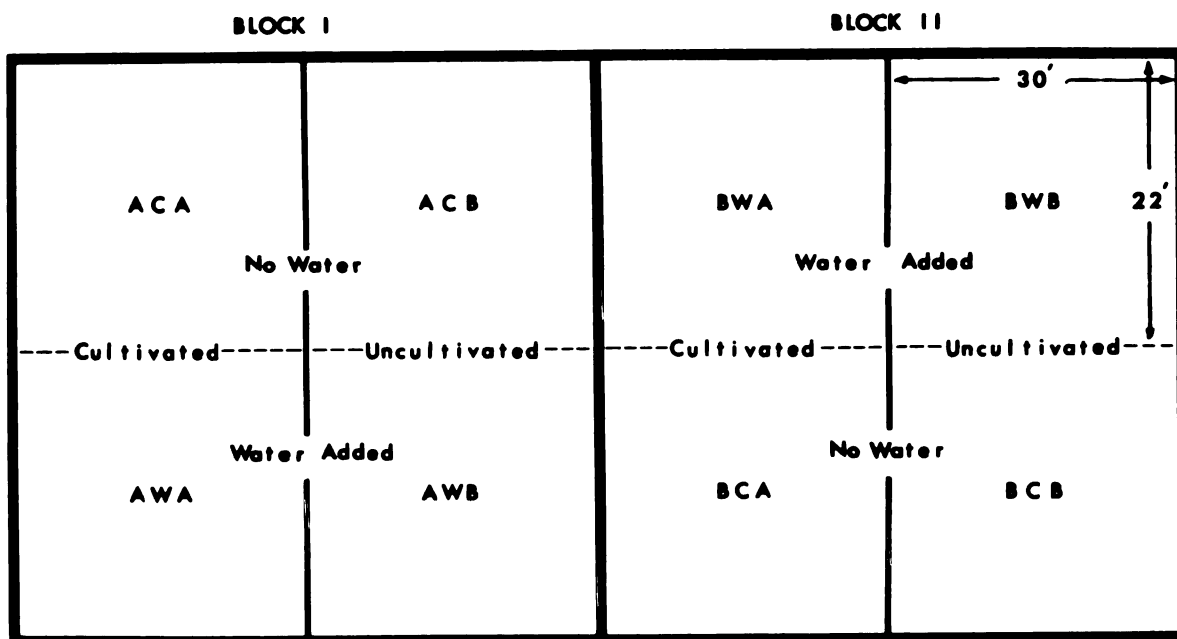 BLOCK I
BLOCK II
30'
22'
ACA
ACB
BWA
BWB
No Water
Water Added
Cultivated
Uncultivated
Cultivated
Uncultivated
Water Added
No Water
AWA
AWB
BCA
BCB